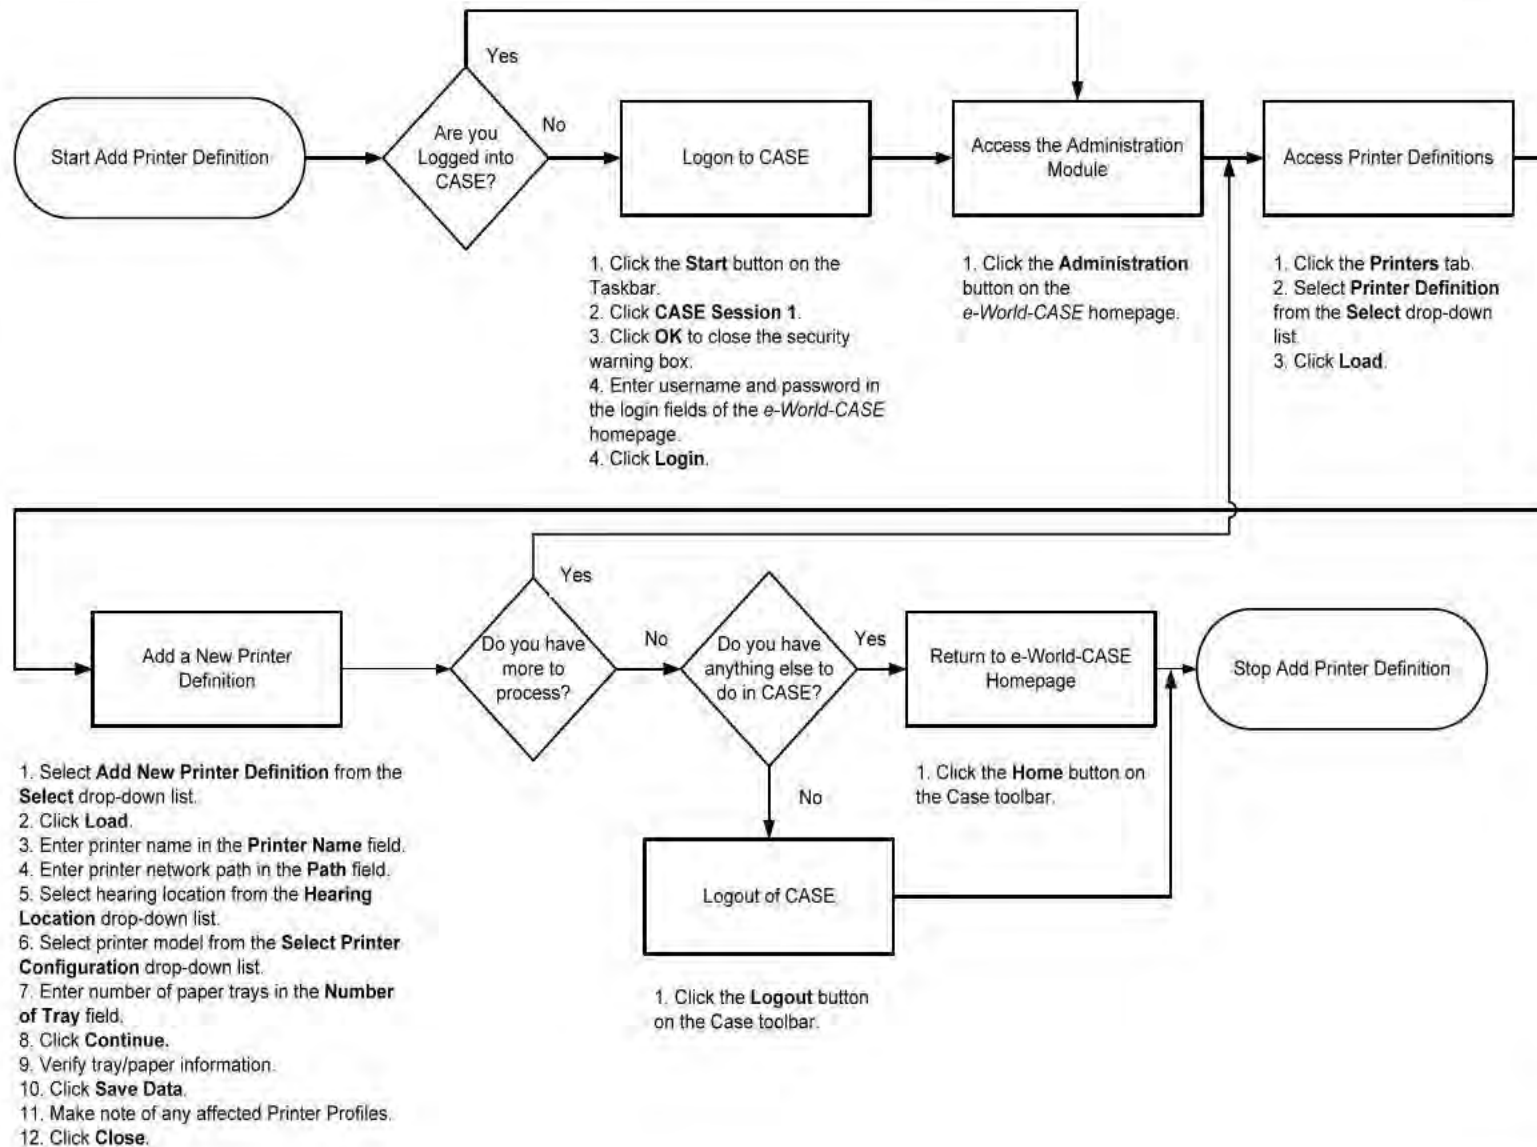 Yes
Start Add Printer Definition
Are you
Logged into
CASE?
No
Logon to CASE
Access the Administration
Module
Access Printer Definitions
1. Click the Start button on the
Taskbar.
2. Click CASE Session 1.
3. Click OK to close the security
warning box.
4. Enter username and password in
the login fields of the e-World-CASE
homepage.
4. Click Login.
1. Click the Administration
button on the
e-World-CASE homepage.
1. Click the Printers tab.
2. Select Printer Definition
from the Select drop-down
list.
3. Click Load.
Add a New Printer
Definition
Yes
Do you have
more to
process?
No
Do you have
anything else to
do in CASE?
Yes
Return to e-World-CASE
Homepage
Stop Add Printer Definition
1. Select Add New Printer Definition from the
Select drop-down list.
2. Click Load.
3. Enter printer name in the Printer Name field.
4. Enter printer network path in the Path field.
5. Select hearing location from the Hearing
Location drop-down list.
6. Select printer model from the Select Printer
Configuration drop-down list.
7. Enter number of paper trays in the Number
of Tray field.
8. Click Continue.
9. Verify tray/paper information.
10. Click Save Data.
11. Make note of any affected Printer Profiles.
12. Click Close.
No
1. Click the Home button on
the Case toolbar.
Logout of CASE
1. Click the Logout button
on the Case toolbar.